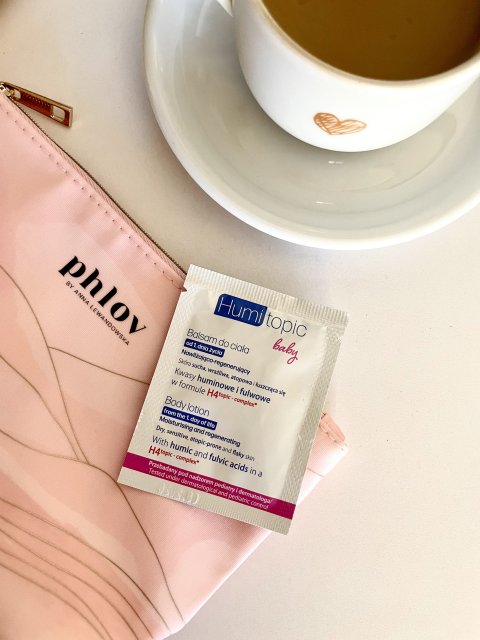 phlov
BY ANNA LEWANDOWSKA
Humitopic
baby
Balsam do ciała
od 1. dnia życia
Nawilżająco-regenerujący
Skóra sucha, wrażliwa, atopowa i łuszcząca się
Kwasy huminowe i fulwowe
w formule H4topic - complex*
Body lotion
from the 1. day of life
Moisturising and regenerating
Dry, sensitive, atopic-prone and flaky skin
With humic and fulvic acids in a
H4topic - complex*
Przebadany pod nadzorem pediatry i dermatologa/
Tested under dermatological and pediatric control